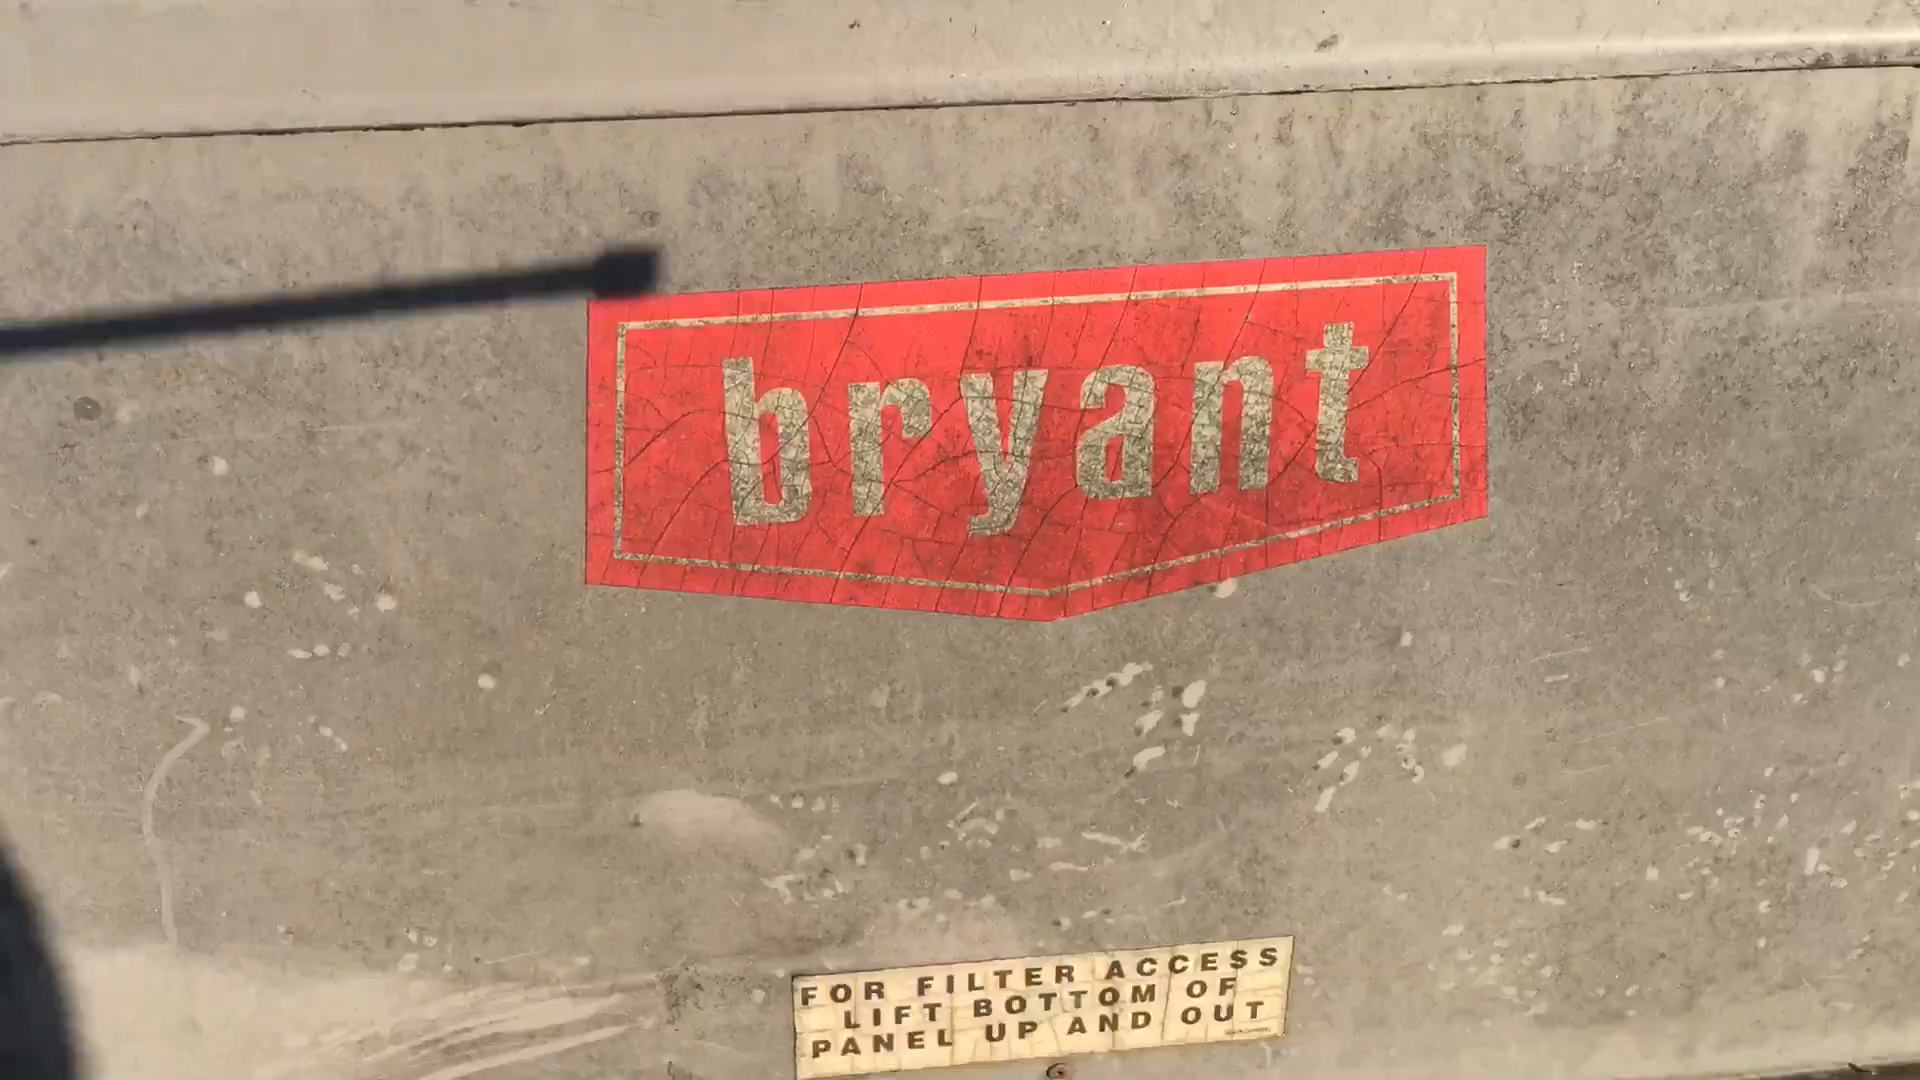 bryant
FOR FILTER ACCESS
LIFT BOTTOM OF
PANEL UP AND OUT